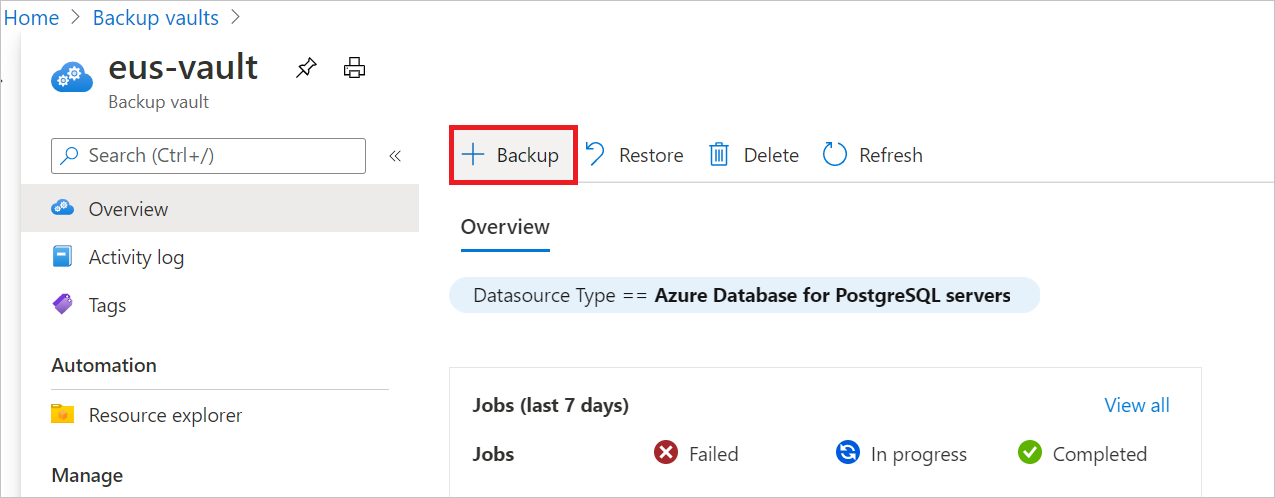 Home > Backup vaults >
eus-vault
Backup vault
Search (Ctrl+/)
«
+ Backup
Restore
Delete
Refresh
Overview
Activity log
Tags
Automation
Resource explorer
Manage
Overview
Datasource Type == Azure Database for PostgreSQL servers
Jobs (last 7 days)
View all
Jobs
Failed
In progress
Completed